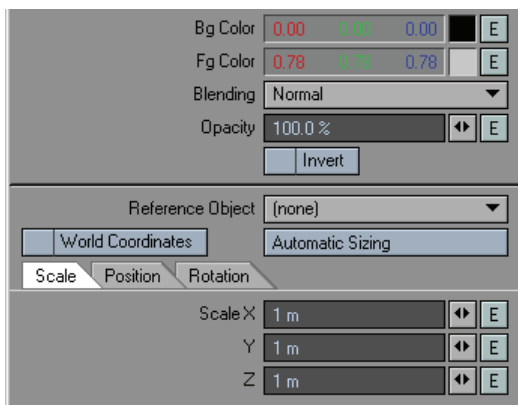 Bg Color 0.00 0.00 0.00 E
Fg Color 0.78 0.78 0.78 E
Blending Normal
Opacity 100.0 % E
Invert
Reference Object (none)
World Coordinates Automatic Sizing
Scale Position Rotation
Scale X 1 m E
Y 1 m E
Z 1 m E